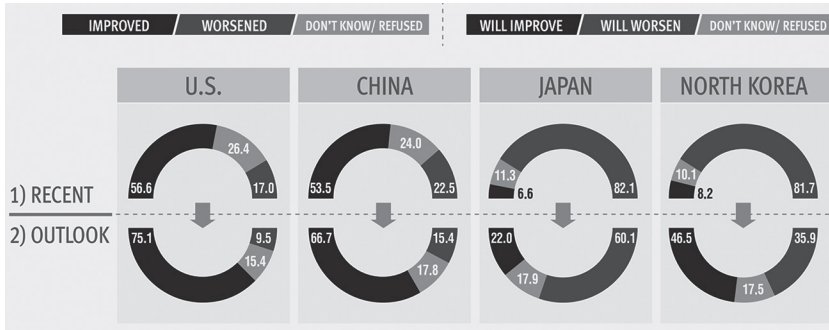 IMPROVED WORSENED DON'T KNOW/ REFUSED WILL IMPROVE WILL WORSEN DON'T KNOW/ REFUSED
U.S. CHINA JAPAN NORTH KOREA
26.4 24.0
11.3 10.1
1) RECENT 56.6 17.0 53.5 22.5 6.6 82.1 8.2 81.7
2) OUTLOOK 75.1 9.5 66.7 15.4 22.0 60.1 46.5 35.9
15.4 17.8 17.9 17.5